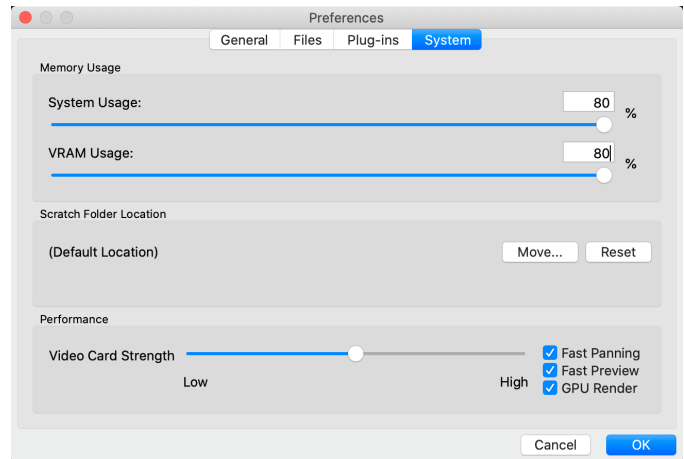 Preferences
General Files Plug-ins System
Memory Usage
System Usage: 80 %
VRAM Usage: 80 %
Scratch Folder Location
(Default Location) Move... Reset
Performance
Video Card Strength Fast Panning
Fast Preview
Low High GPU Render
Cancel OK